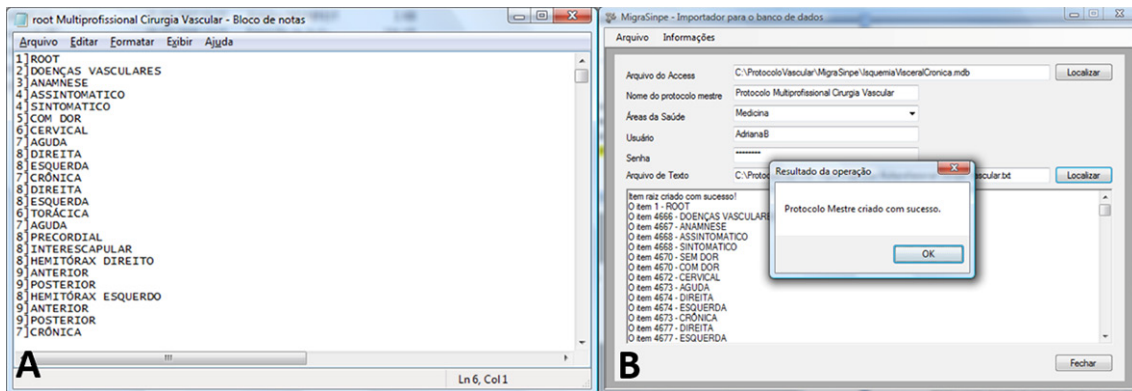 root Multiprofissional Cirurgia Vascular - Bloco de notas
Arquivo Editar Formatar Exibir Ajuda
1]ROOT
2]DOENÇAS VASCULARES
3]ANAMNESE
4]ASSINTOMATICO
4]SINTOMATICO
5]COM DOR
6]CERVICAL
7]AGUDA
8]DIREITA
8]ESQUERDA
7]CRÔNICA
8]DIREITA
8]ESQUERDA
6]TORÁCICA
7]AGUDA
8]PRECORDIAL
8]INTERESCAPULAR
8]HEMITÓRAX DIREITO
9]ANTERIOR
9]POSTERIOR
8]HEMITÓRAX ESQUERDO
9]ANTERIOR
9]POSTERIOR
7]CRÔNICA
Ln 6, Col 1
A
MigraSinpe - Importador para o banco de dados
Arquivo Informações
Arquivo do Access C:\ProtocoloVascular\MigraSinpe\IsquemiaVisceralCronica.mdb Localizar
Nome do protocolo mestre Protocolo Multiprofissional Cirurgia Vascular
Áreas da Saúde Medicina
Usuário AdrianaB
Senha ********
Arquivo de Texto C:\Protoc ascular.txt Localizar
Resultado da operação
Protocolo Mestre criado com sucesso.
OK
Item raiz criado com sucesso!
O item 1 - ROOT
O item 4666 - DOENÇAS VASCULARE
O item 4667 - ANAMNESE
O item 4668 - ASSINTOMATICO
O item 4668 - SINTOMATICO
O item 4670 - SEM DOR
O item 4670 - COM DOR
O item 4672 - CERVICAL
O item 4673 - AGUDA
O item 4674 - DIREITA
O item 4674 - ESQUERDA
O item 4673 - CRÔNICA
O item 4677 - DIREITA
O item 4677 - ESQUERDA
Fechar
B